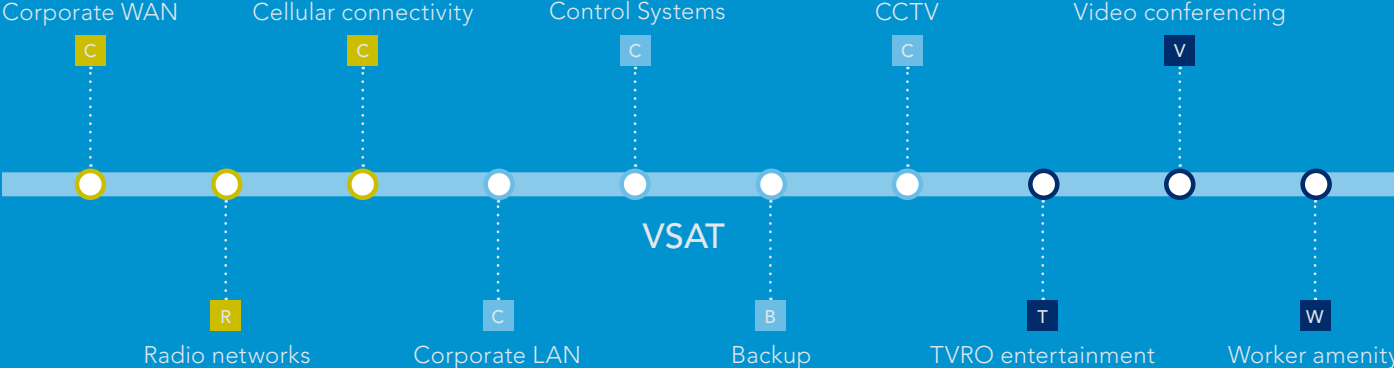 Corporate WAN Cellular connectivity Control Systems CCTV Video conferencing
C C C C V
VSAT
R C B T W
Radio networks Corporate LAN Backup TVRO entertainment Worker amenity